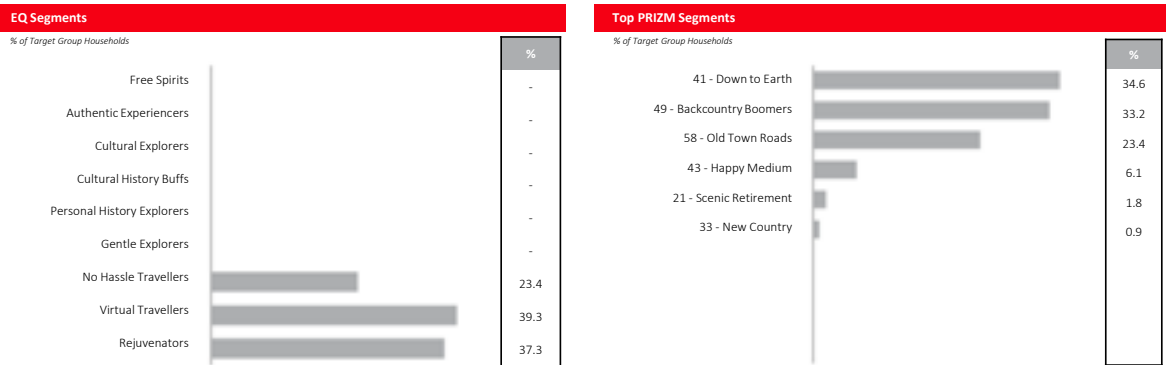 EQ Segments
% of Target Group Households
%
Free Spirits -
Authentic Experiencers -
Cultural Explorers -
Cultural History Buffs -
Personal History Explorers -
Gentle Explorers -
No Hassle Travellers 23.4
Virtual Travellers 39.3
Rejuvenators 37.3
Top PRIZM Segments
% of Target Group Households
%
41 - Down to Earth 34.6
49 - Backcountry Boomers 33.2
58 - Old Town Roads 23.4
43 - Happy Medium 6.1
21 - Scenic Retirement 1.8
33 - New Country 0.9